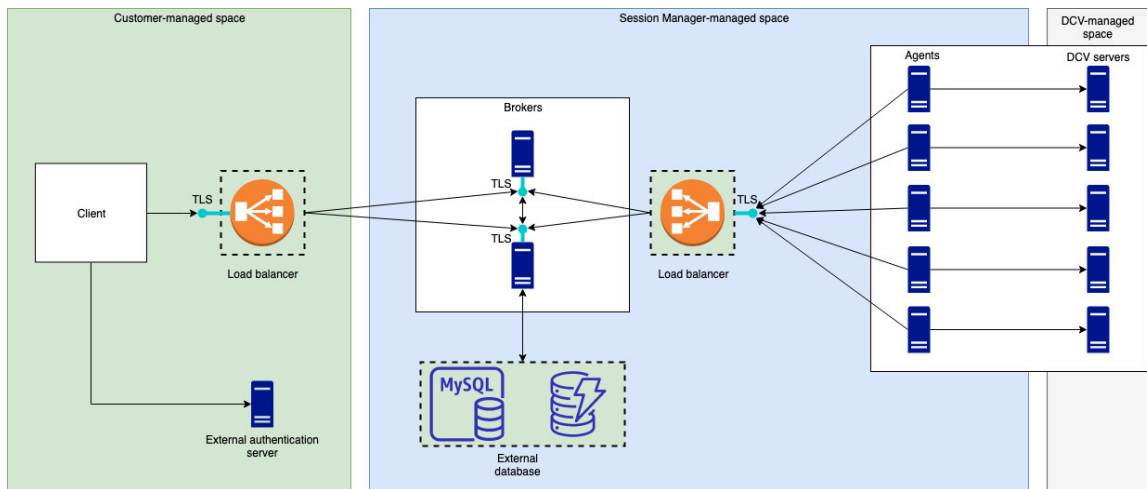 Customer-managed space
Session Manager-managed space
DCV-managed
space
Agents
DCV servers
Brokers
TLS
TLS
TLS
TLS
Client
Load balancer
Load balancer
MySQL
External authentication
server
External
database